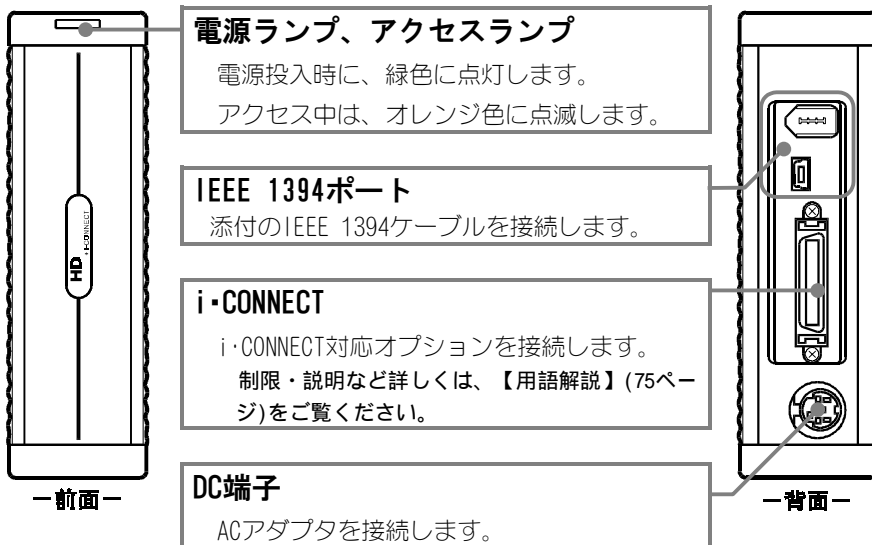 電源ランプ、アクセスランプ
電源投入時に、緑色に点灯します。
アクセス中は、オレンジ色に点滅します。
IEEE 1394ポート
添付のIEEE 1394ケーブルを接続します。
i・CONNECT
i・CONNECT対応オプションを接続します。
制限・説明など詳しくは、【用語解説】(75ペー
ジ)をご覧ください。
DC端子
ACアダプタを接続します。
HD
+i・CONNECT
－前面－
－背面－